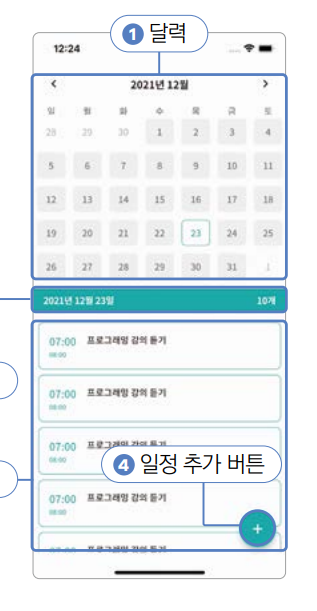 ❶ 달력
12:24
< 2021년 12월 >
일 월 화 수 목 금 토
28 29 30 1 2 3 4
5 6 7 8 9 10 11
12 13 14 15 16 17 18
19 20 21 22 23 24 25
26 27 28 29 30 31 1
2021년 12월 23일 10개
07:00 프로그래밍 강의 듣기
08:00
07:00 프로그래밍 강의 듣기
08:00
07:00 프로그래밍 강의 듣기
08:00
❹ 일정 추가 버튼
07:00 프로그래밍 강의 듣기
08:00
+
07:00 프로그래밍 강의 듣기